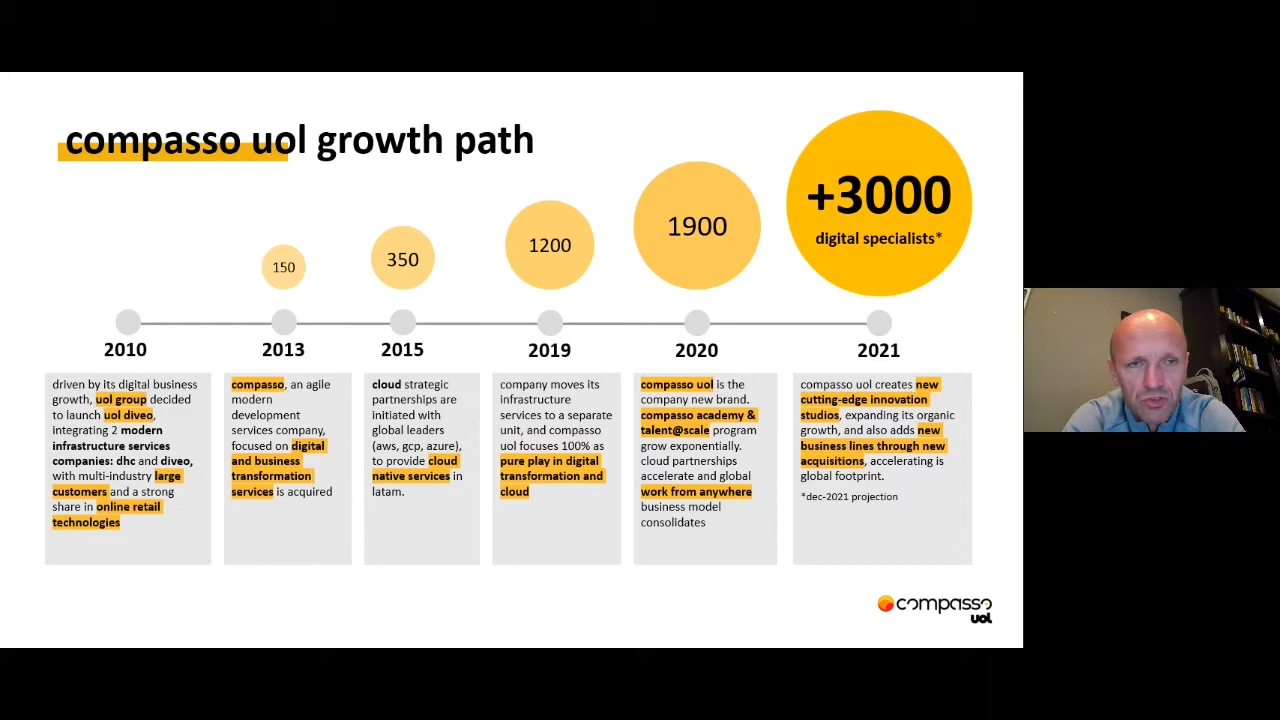 compasso uol growth path
150
350
1200
1900
+3000
digital specialists*
2010
2013
2015
2019
2020
2021
driven by its digital business
growth, uol group decided
to launch uol diveo,
integrating 2 modern
infrastructure services
companies: dhc and diveo,
with multi-industry large
customers and a strong
share in online retail
technologies
compasso, an agile
modern
development
services company,
focused on digital
and business
transformation
services is acquired
cloud strategic
partnerships are
initiated with
global leaders
(aws, gcp, azure),
to provide cloud
native services in
latam.
company moves its
infrastructure
services to a separate
unit, and compasso
uol focuses 100% as
pure play in digital
transformation and
cloud
compasso uol is the
company new brand.
compasso academy &
talent@scale program
grow exponentially.
cloud partnerships
accelerate and global
work from anywhere
business model
consolidates
compasso uol creates new
cutting-edge innovation
studios, expanding its organic
growth, and also adds new
business lines through new
acquisitions, accelerating is
global footprint.
*dec-2021 projection
compasso
uol